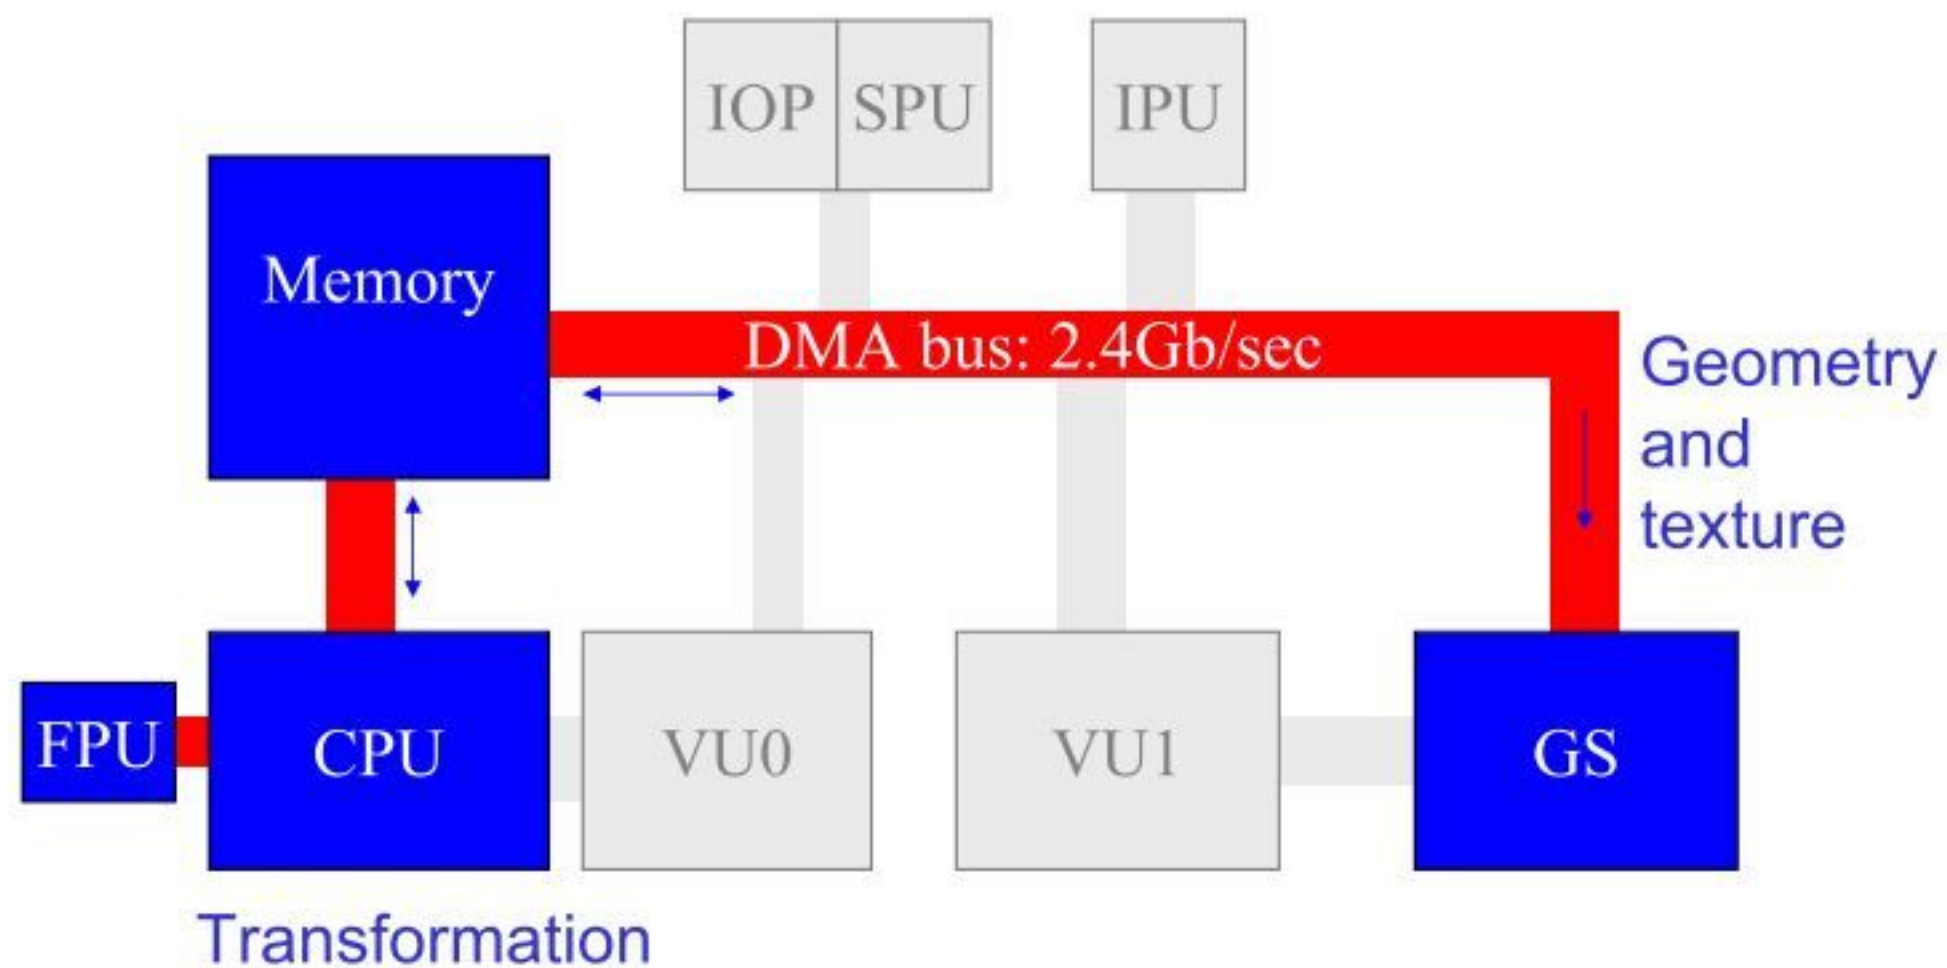 IOP
SPU
IPU
Memory
DMA bus: 2.4Gb/sec
Geometry
and
texture
FPU
CPU
VU0
VU1
GS
Transformation